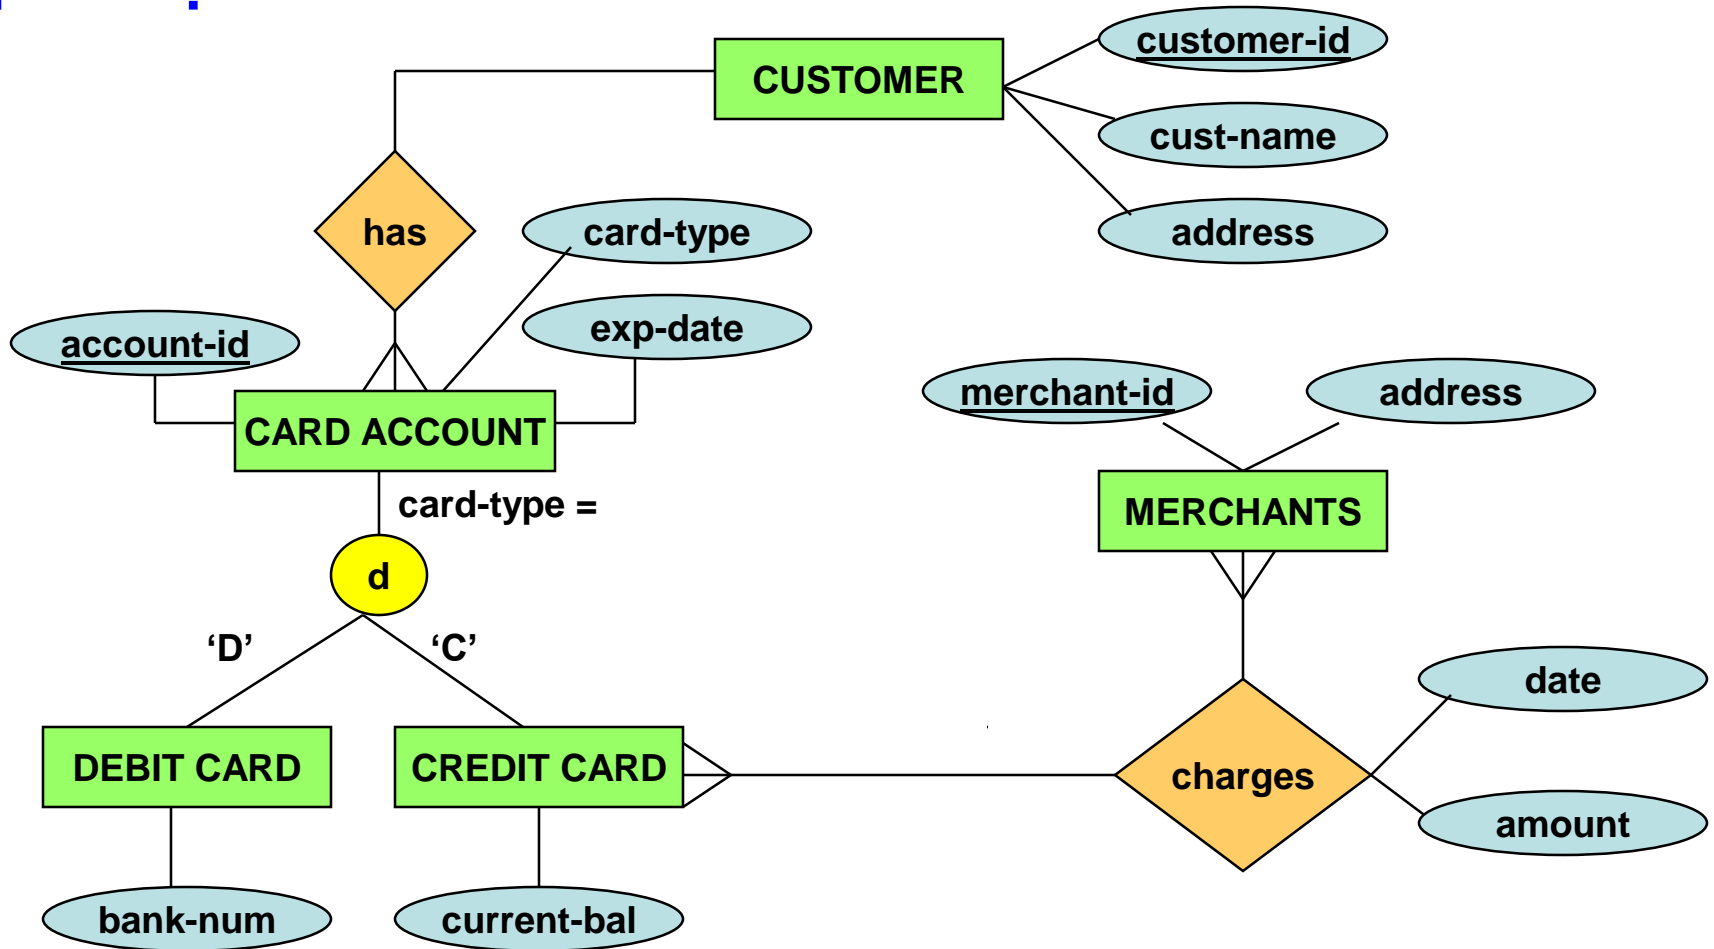 customer-id
CUSTOMER
cust-name
has
card-type
address
account-id
exp-date
merchant-id
address
CARD ACCOUNT
card-type =
MERCHANTS
d
‘D’
‘C’
date
DEBIT CARD
CREDIT CARD
charges
amount
bank-num
current-bal